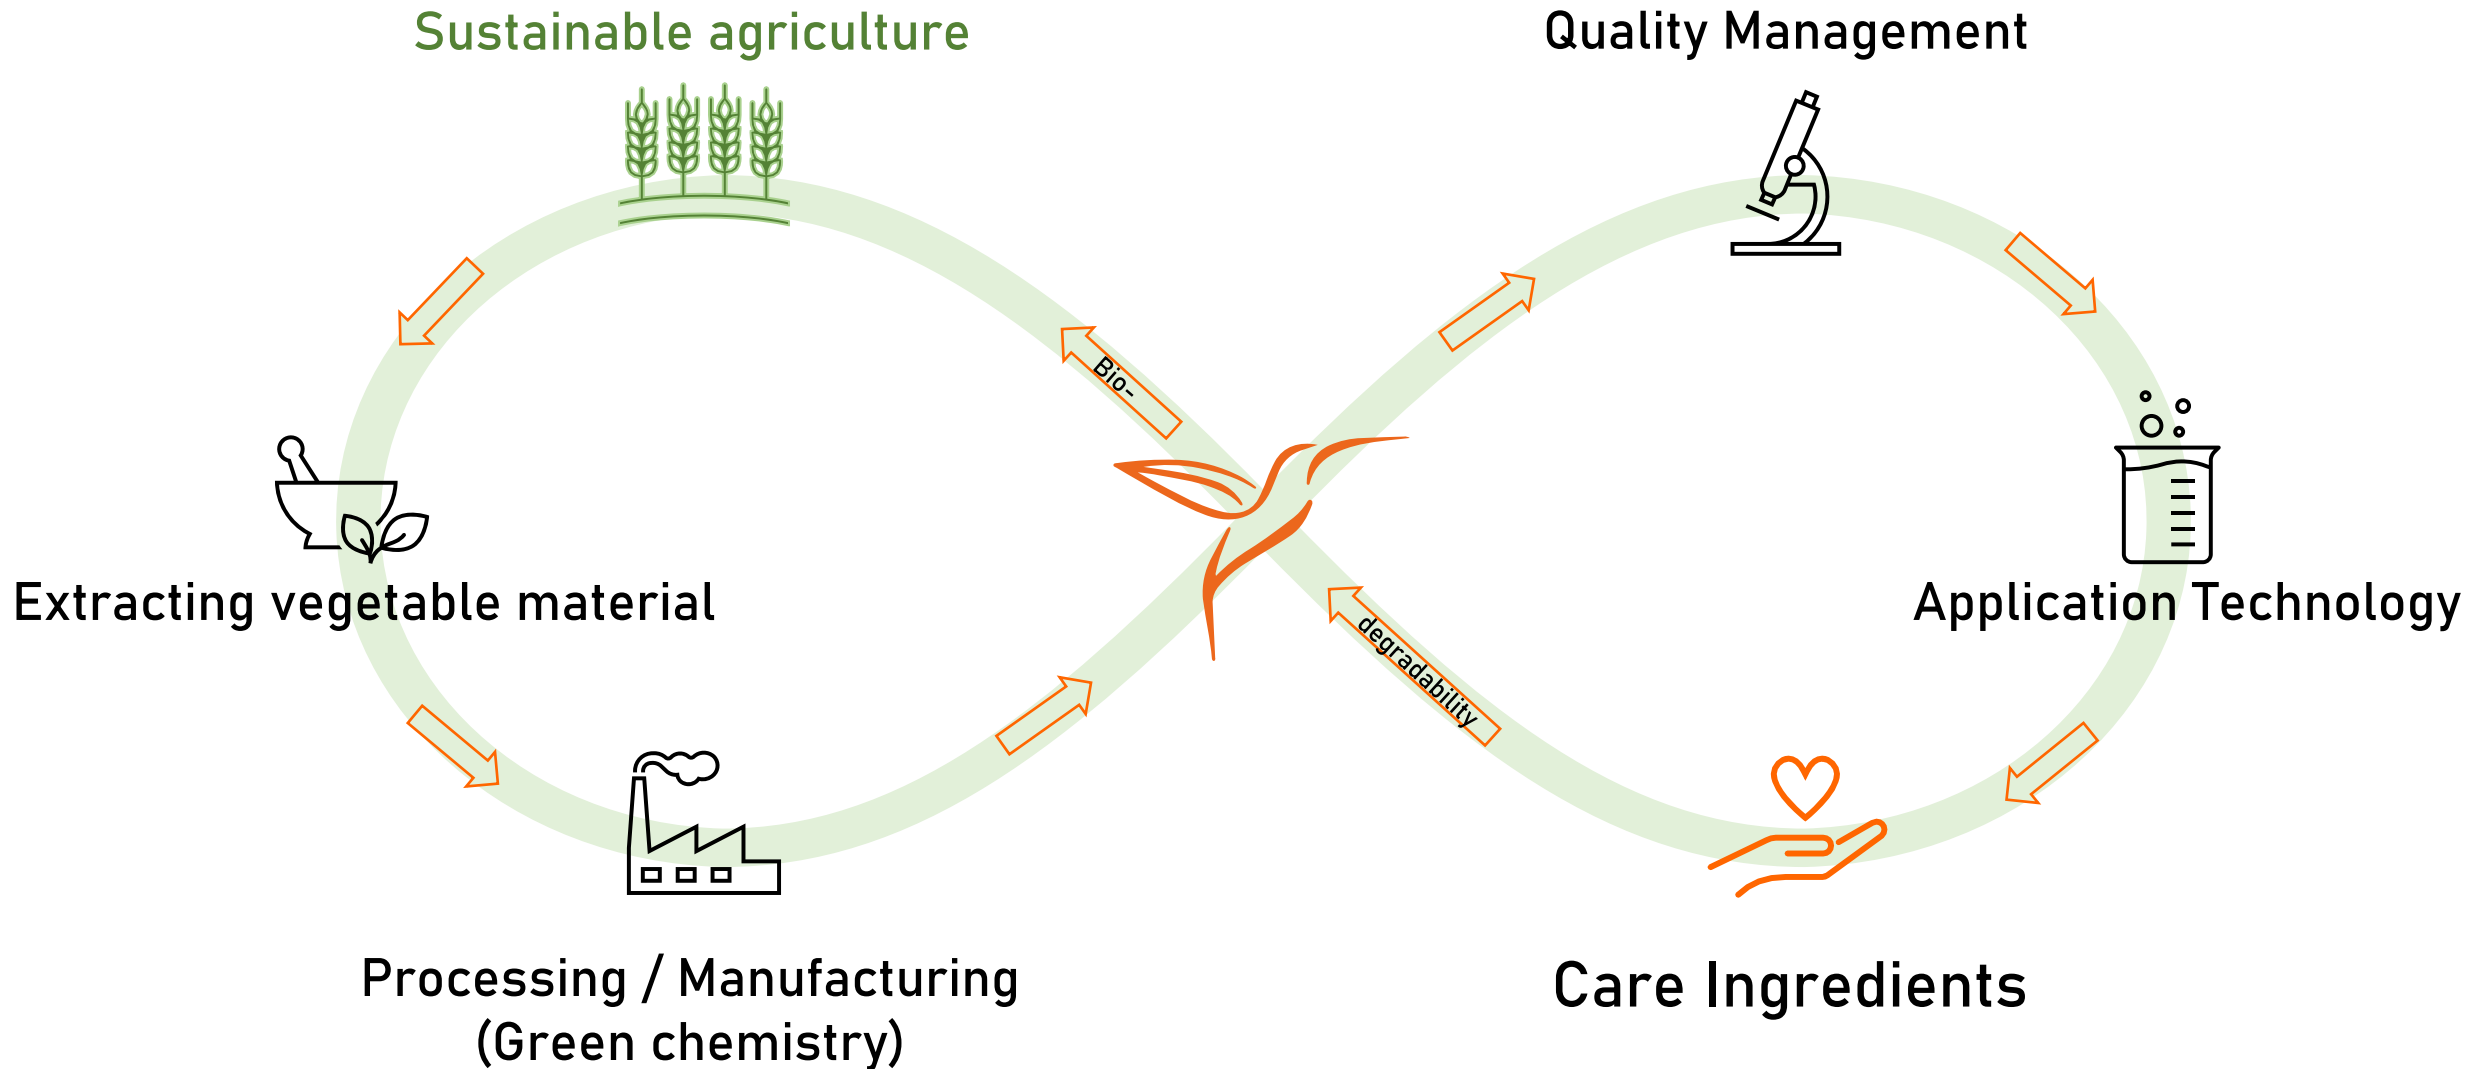 Sustainable agriculture
Quality Management
Bio-
degradability
Extracting vegetable material
Application Technology
Processing / Manufacturing
(Green chemistry)
Care Ingredients